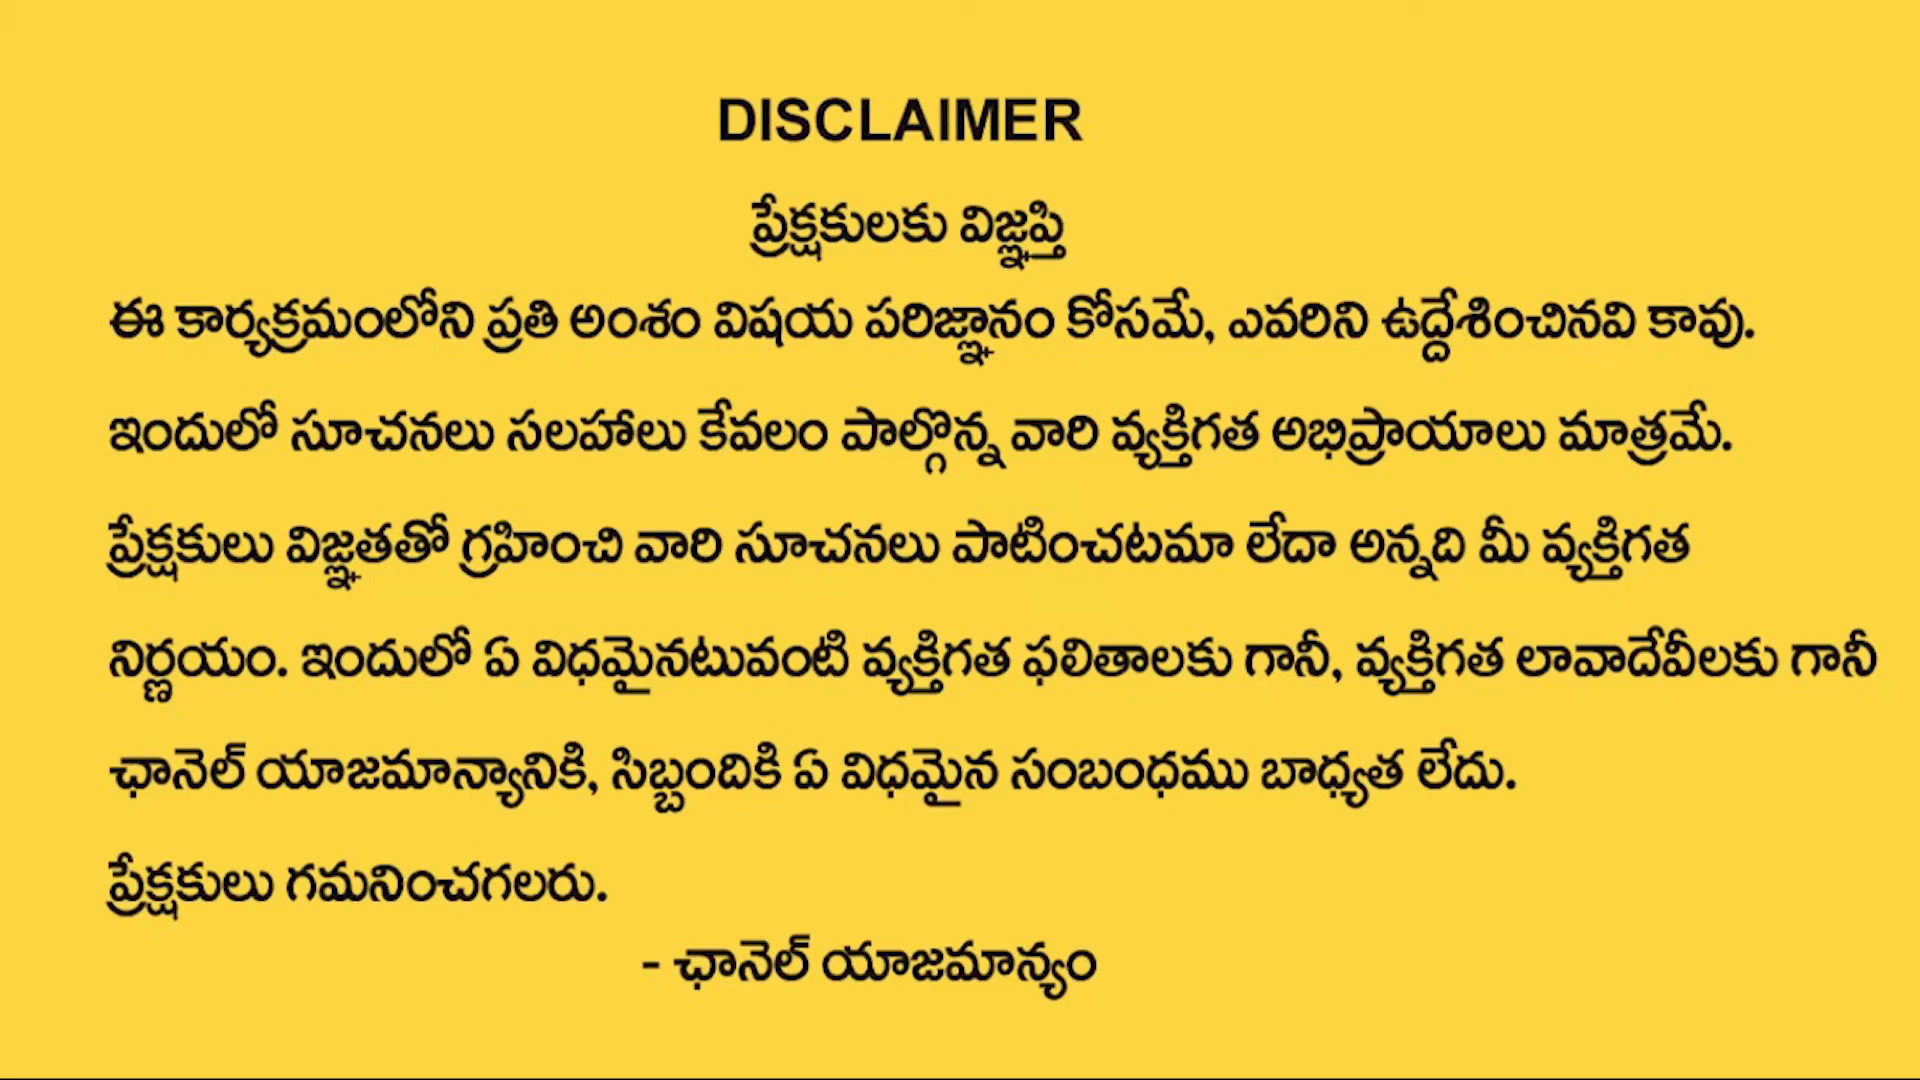 DISCLAIMER
ప్రేక్షకులకు విజ్ఞప్తి
ఈ కార్యక్రమంలోని ప్రతి అంశం విషయ పరిజ్ఞానం కోసమే, ఎవరిని ఉద్దేశించినవి కావు.
ఇందులో సూచనలు సలహాలు కేవలం పాల్గొన్న వారి వ్యక్తిగత అభిప్రాయాలు మాత్రమే.
ప్రేక్షకులు విజ్ఞతతో గ్రహించి వారి సూచనలు పాటించటమా లేదా అన్నది మీ వ్యక్తిగత
నిర్ణయం. ఇందులో ఏ విధమైనటువంటి వ్యక్తిగత ఫలితాలకు గానీ, వ్యక్తిగత లావాదేవీలకు గానీ
ఛానెల్ యాజమాన్యానికి, సిబ్బందికి ఏ విధమైన సంబంధము బాధ్యత లేదు.
ప్రేక్షకులు గమనించగలరు.
- ఛానెల్ యాజమాన్యం